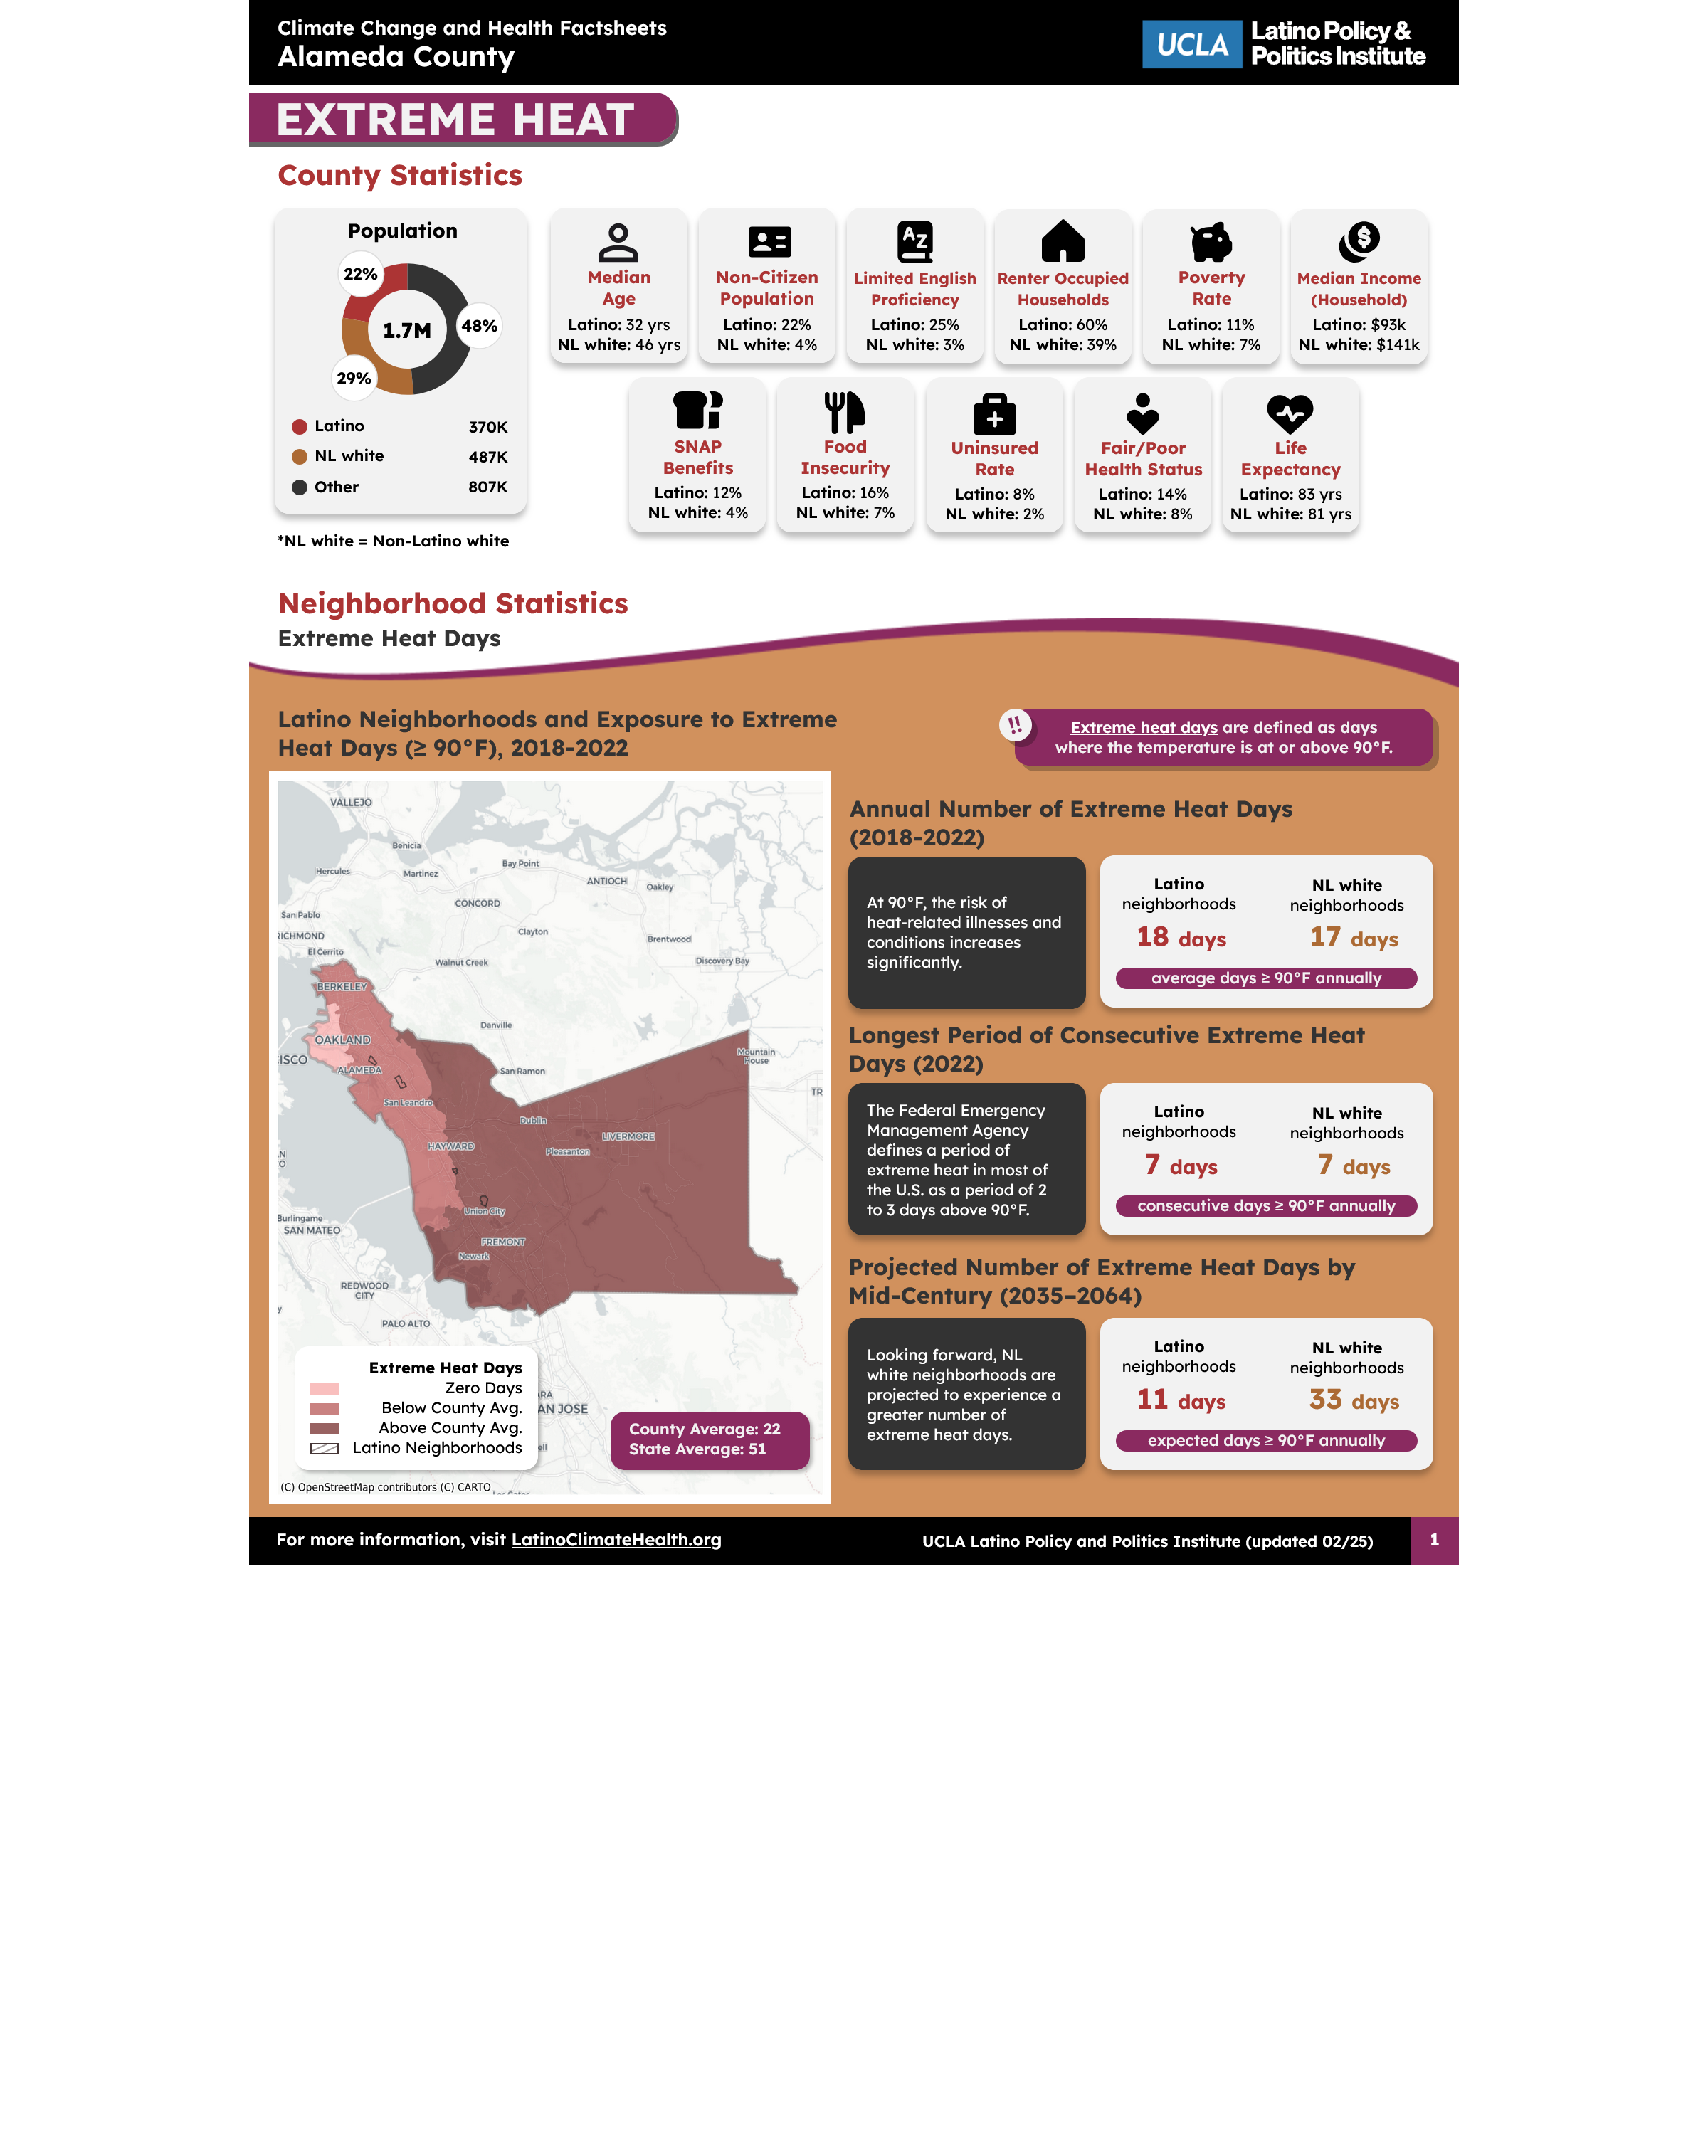 Climate Change and Health Factsheets
Alameda County
UCLA
Latino Policy &
Politics Institute
EXTREME HEAT
County Statistics
Population
22%
48%
1.7M
29%
Latino 370K
NL white 487K
Other 807K
*NL white = Non-Latino white
Median
Age
Latino: 32 yrs
NL white: 46 yrs
Non-Citizen
Population
Latino: 22%
NL white: 4%
AZ
Limited English
Proficiency
Latino: 25%
NL white: 3%
Renter Occupied
Households
Latino: 60%
NL white: 39%
Poverty
Rate
Latino: 11%
NL white: 7%
$
Median Income
(Household)
Latino: $93k
NL white: $141k
SNAP
Benefits
Latino: 12%
NL white: 4%
Food
Insecurity
Latino: 16%
NL white: 7%
Uninsured
Rate
Latino: 8%
NL white: 2%
Fair/Poor
Health Status
Latino: 14%
NL white: 8%
Life
Expectancy
Latino: 83 yrs
NL white: 81 yrs
Neighborhood Statistics
Extreme Heat Days
Latino Neighborhoods and Exposure to Extreme
Heat Days (≥ 90°F), 2018-2022
!!
Extreme heat days are defined as days
where the temperature is at or above 90°F.
VALLEJO
Benicia
Hercules
Martinez
Bay Point
ANTIOCH
Oakley
CONCORD
San Pablo
RICHMOND
Clayton
Brentwood
El Cerrito
Walnut Creek
Discovery Bay
BERKELEY
Danville
OAKLAND
Mountain
House
ISCO
ALAMEDA
San Ramon
TR
San Leandro
Dublin
LIVERMORE
HAYWARD
Pleasanton
AN
CO
Union City
Burlingame
SAN MATEO
FREMONT
Newark
REDWOOD
CITY
PALO ALTO
Extreme Heat Days
Zero Days
Below County Avg.
Above County Avg.
Latino Neighborhoods
ARA
AN JOSE
ell
County Average: 22
State Average: 51
(C) OpenStreetMap contributors (C) CARTO
Annual Number of Extreme Heat Days
(2018-2022)
At 90°F, the risk of
heat-related illnesses and
conditions increases
significantly.
Latino
neighborhoods
18 days
NL white
neighborhoods
17 days
average days ≥ 90°F annually
Longest Period of Consecutive Extreme Heat
Days (2022)
The Federal Emergency
Management Agency
defines a period of
extreme heat in most of
the U.S. as a period of 2
to 3 days above 90°F.
Latino
neighborhoods
7 days
NL white
neighborhoods
7 days
consecutive days ≥ 90°F annually
Projected Number of Extreme Heat Days by
Mid-Century (2035–2064)
Looking forward, NL
white neighborhoods are
projected to experience a
greater number of
extreme heat days.
Latino
neighborhoods
11 days
NL white
neighborhoods
33 days
expected days ≥ 90°F annually
For more information, visit LatinoClimateHealth.org
UCLA Latino Policy and Politics Institute (updated 02/25)
1